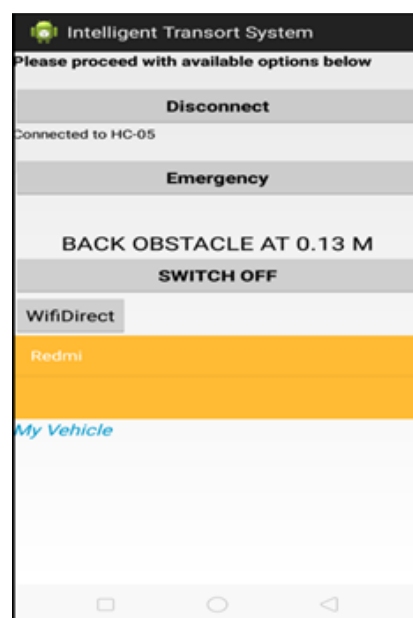 Intelligent Transort System
Please proceed with available options below
Disconnect
Connected to HC-05
Emergency
BACK OBSTACLE AT 0.13 M
SWITCH OFF
WifiDirect
Redmi
My Vehicle